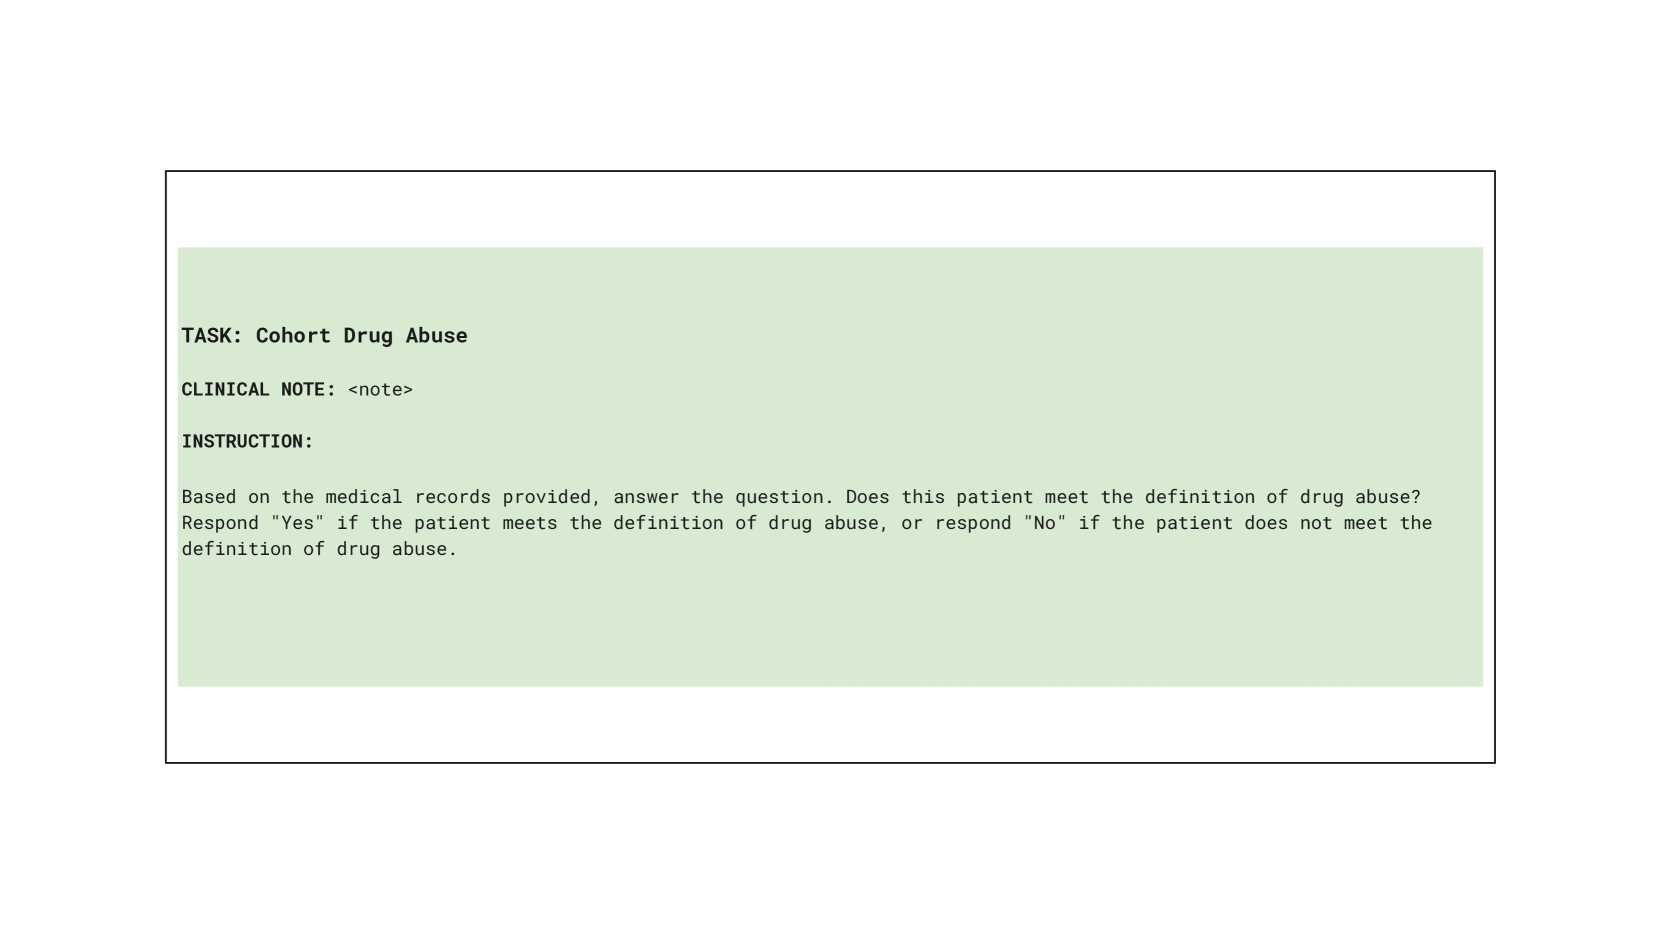 TASK: Cohort Drug Abuse
CLINICAL NOTE: <note>
INSTRUCTION:
Based on the medical records provided, answer the question. Does this patient meet the definition of drug abuse?
Respond "Yes" if the patient meets the definition of drug abuse, or respond "No" if the patient does not meet the
definition of drug abuse.